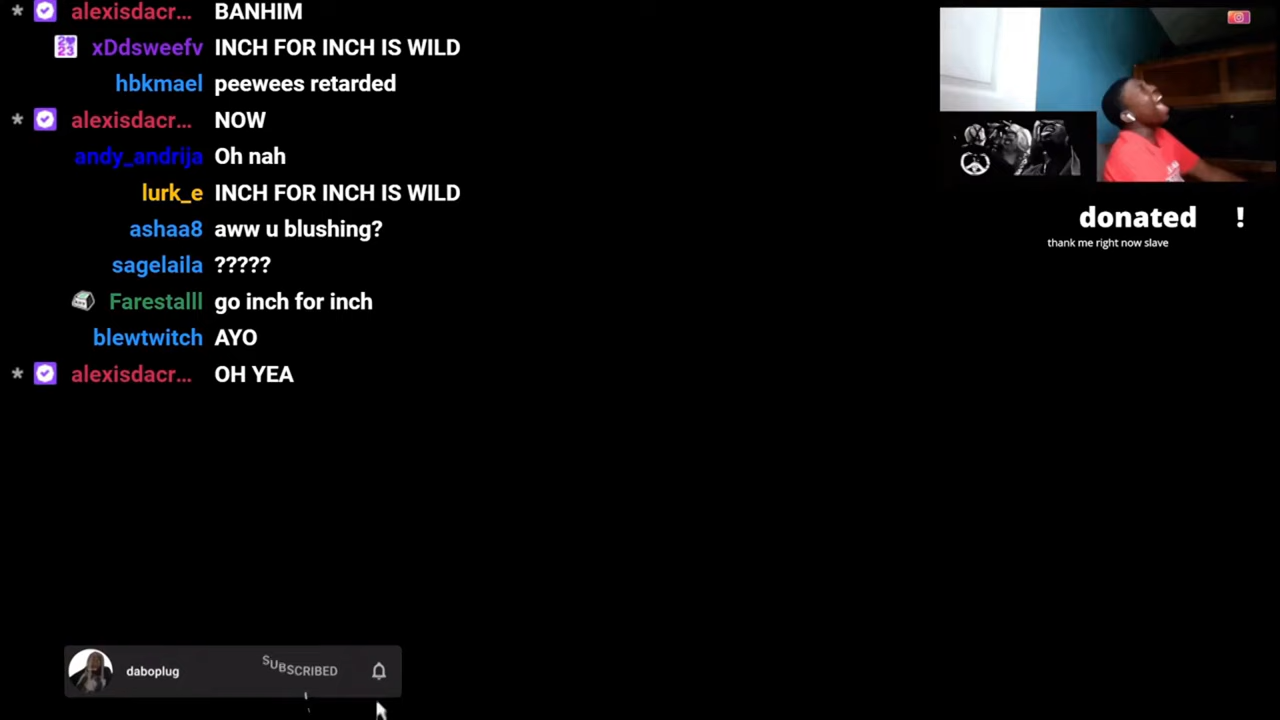 * alexisdacr... BANHIM
xDdsweefv INCH FOR INCH IS WILD
hbkmael peewees retarded
* alexisdacr... NOW
andy_andrija Oh nah
lurk_e INCH FOR INCH IS WILD
ashaa8 aww u blushing?
sagelaila ?????
Farestalll go inch for inch
blewtwitch AYO
* alexisdacr... OH YEA
donated !
thank me right now slave
daboplug SUBSCRIBED